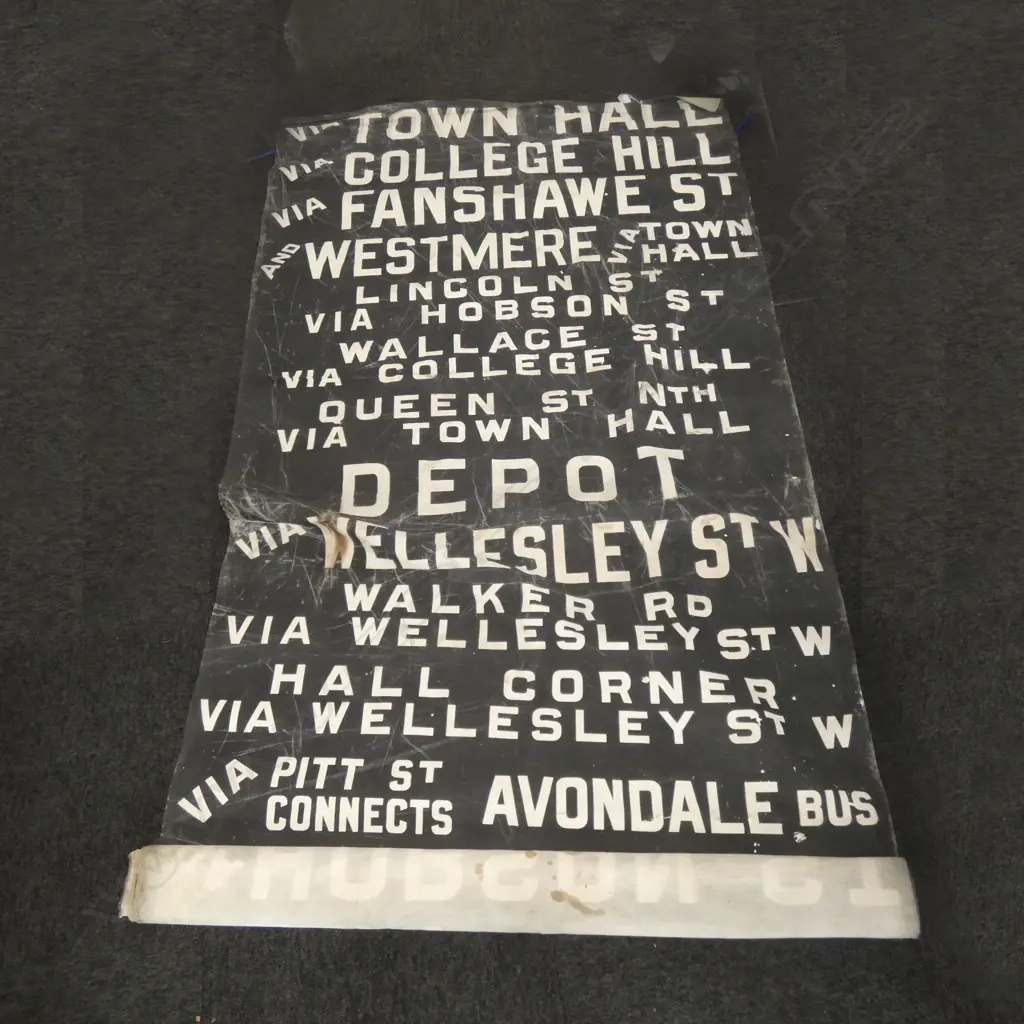 VIA TOWN HALL
VIA COLLEGE HILL
VIA FANSHAWE ST
AND WESTMERE VIA TOWN HALL
LINCOLN ST
VIA HOBSON ST
WALLACE ST
VIA COLLEGE HILL
QUEEN ST NTH
VIA TOWN HALL
DEPOT
VIA WELLESLEY ST W
WALKER RD
VIA WELLESLEY ST W
HALL CORNER
VIA WELLESLEY ST W
VIA PITT ST
CONNECTS AVONDALE BUS
HOBSON ST